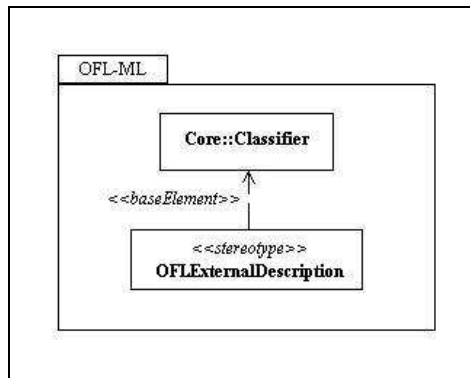 OFL-ML
Core::Classifier
<<baseElement>>
<<stereotype>>
OFLExternalDescription